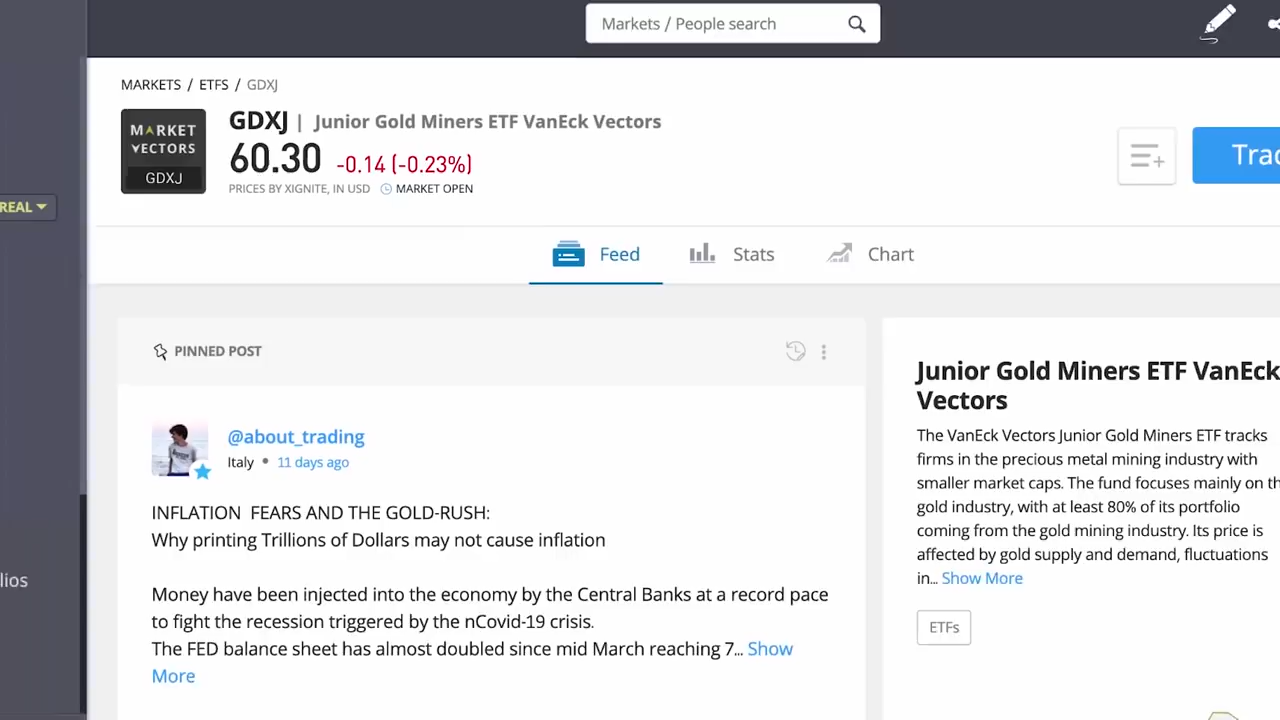 Markets / People search
MARKETS / ETFS / GDXJ
MARKET
VECTORS
GDXJ
GDXJ | Junior Gold Miners ETF VanEck Vectors
60.30 -0.14 (-0.23%)
PRICES BY XIGNITE, IN USD MARKET OPEN
Trad
REAL
Feed Stats Chart
PINNED POST
@about_trading
Italy • 11 days ago
INFLATION FEARS AND THE GOLD-RUSH:
Why printing Trillions of Dollars may not cause inflation
Money have been injected into the economy by the Central Banks at a record pace
to fight the recession triggered by the nCovid-19 crisis.
The FED balance sheet has almost doubled since mid March reaching 7... Show
More
lios
Junior Gold Miners ETF VanEck
Vectors
The VanEck Vectors Junior Gold Miners ETF tracks
firms in the precious metal mining industry with
smaller market caps. The fund focuses mainly on th
gold industry, with at least 80% of its portfolio
coming from the gold mining industry. Its price is
affected by gold supply and demand, fluctuations
in... Show More
ETFs